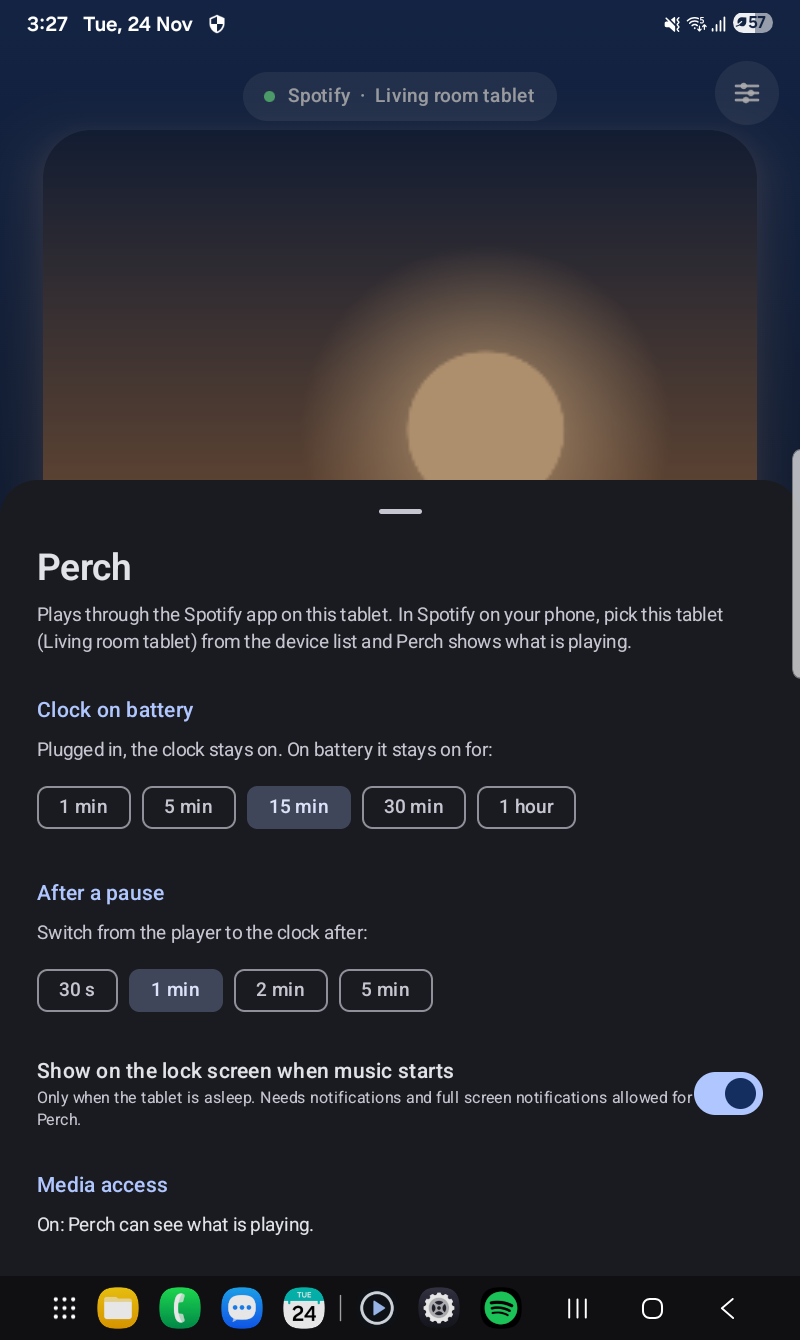 3:27 Tue, 24 Nov
57
Spotify · Living room tablet
Perch
Plays through the Spotify app on this tablet. In Spotify on your phone, pick this tablet
(Living room tablet) from the device list and Perch shows what is playing.
Clock on battery
Plugged in, the clock stays on. On battery it stays on for:
1 min 5 min 15 min 30 min 1 hour
After a pause
Switch from the player to the clock after:
30 s 1 min 2 min 5 min
Show on the lock screen when music starts
Only when the tablet is asleep. Needs notifications and full screen notifications allowed for
Perch.
Media access
On: Perch can see what is playing.
TUE
24